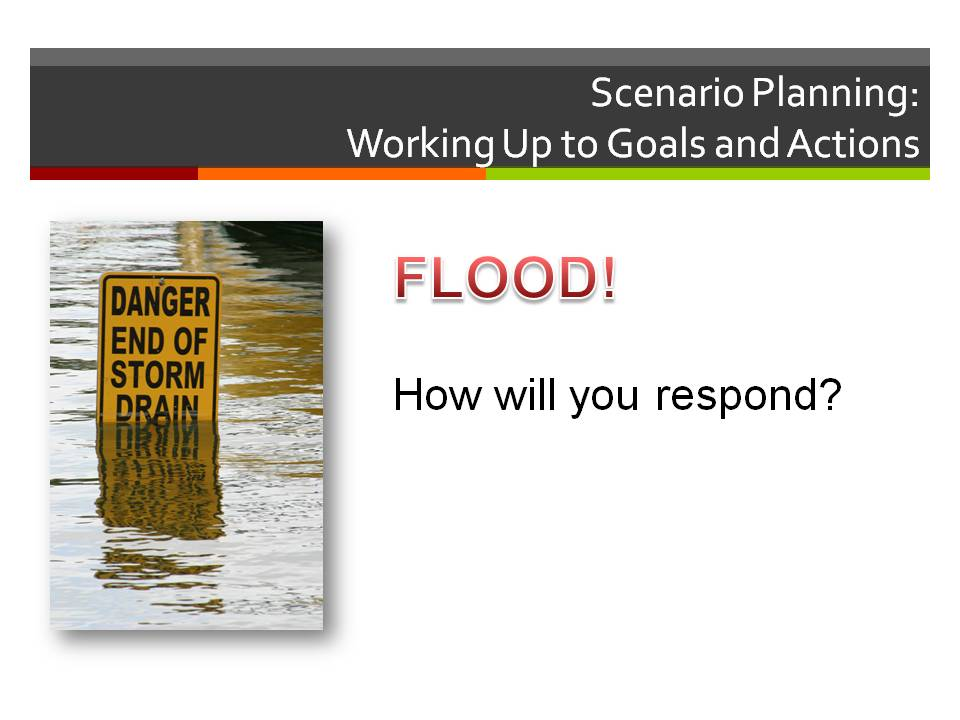 Scenario Planning:
Working Up to Goals and Actions
FLOOD!
How will you respond?
DANGER
END OF
STORM
DRAIN